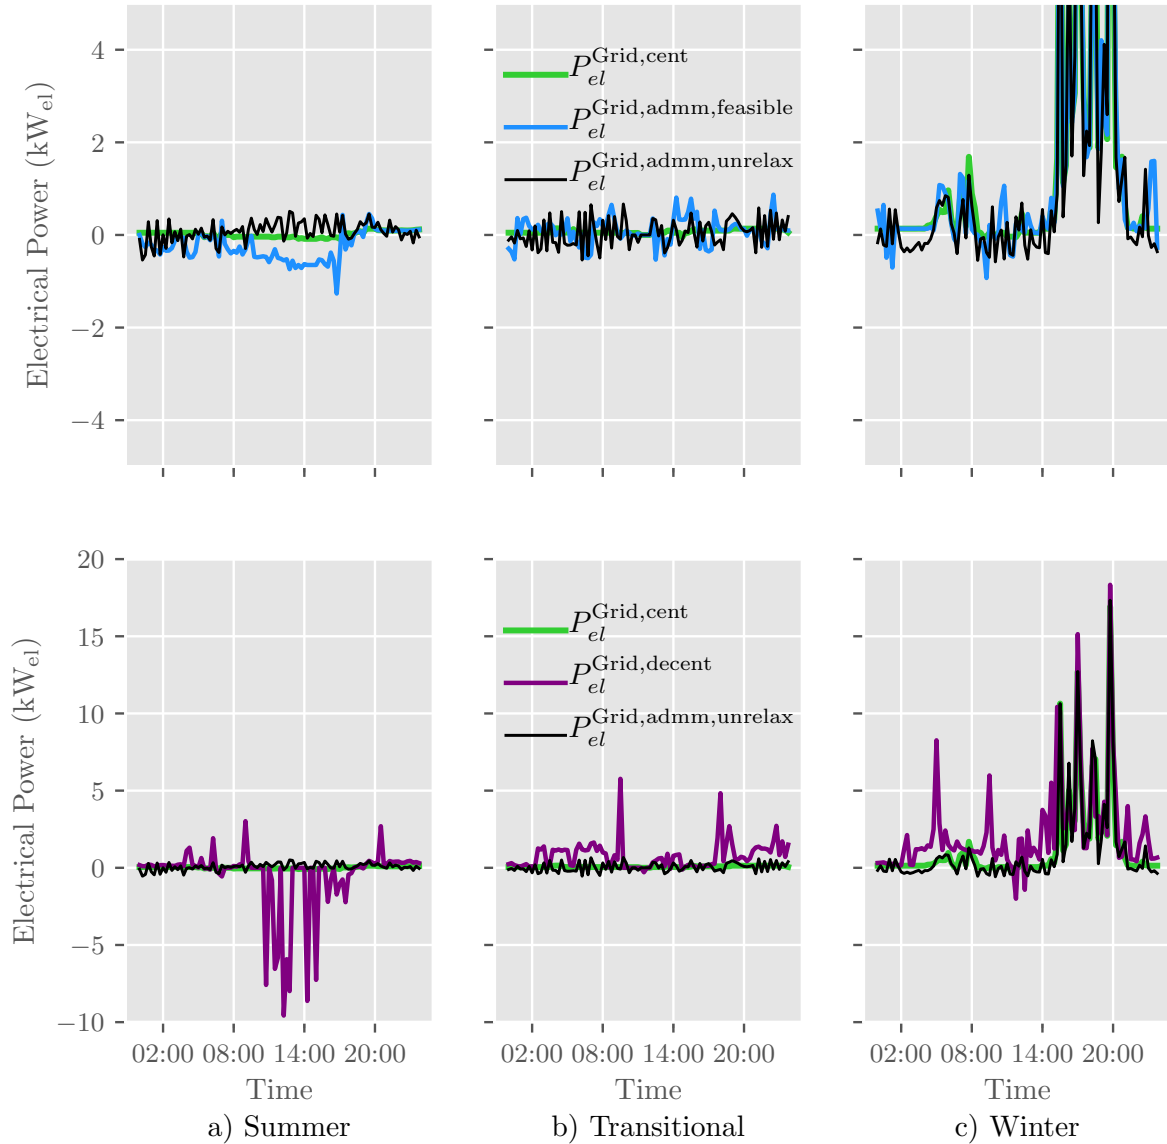 Electrical Power (kW_el)
4
2
0
−2
−4
P_el^Grid,cent
P_el^Grid,admm,feasible
P_el^Grid,admm,unrelax
Electrical Power (kW_el)
20
15
10
5
0
−5
−10
P_el^Grid,cent
P_el^Grid,decent
P_el^Grid,admm,unrelax
02:00 08:00 14:00 20:00
02:00 08:00 14:00 20:00
02:00 08:00 14:00 20:00
Time
Time
Time
a) Summer
b) Transitional
c) Winter